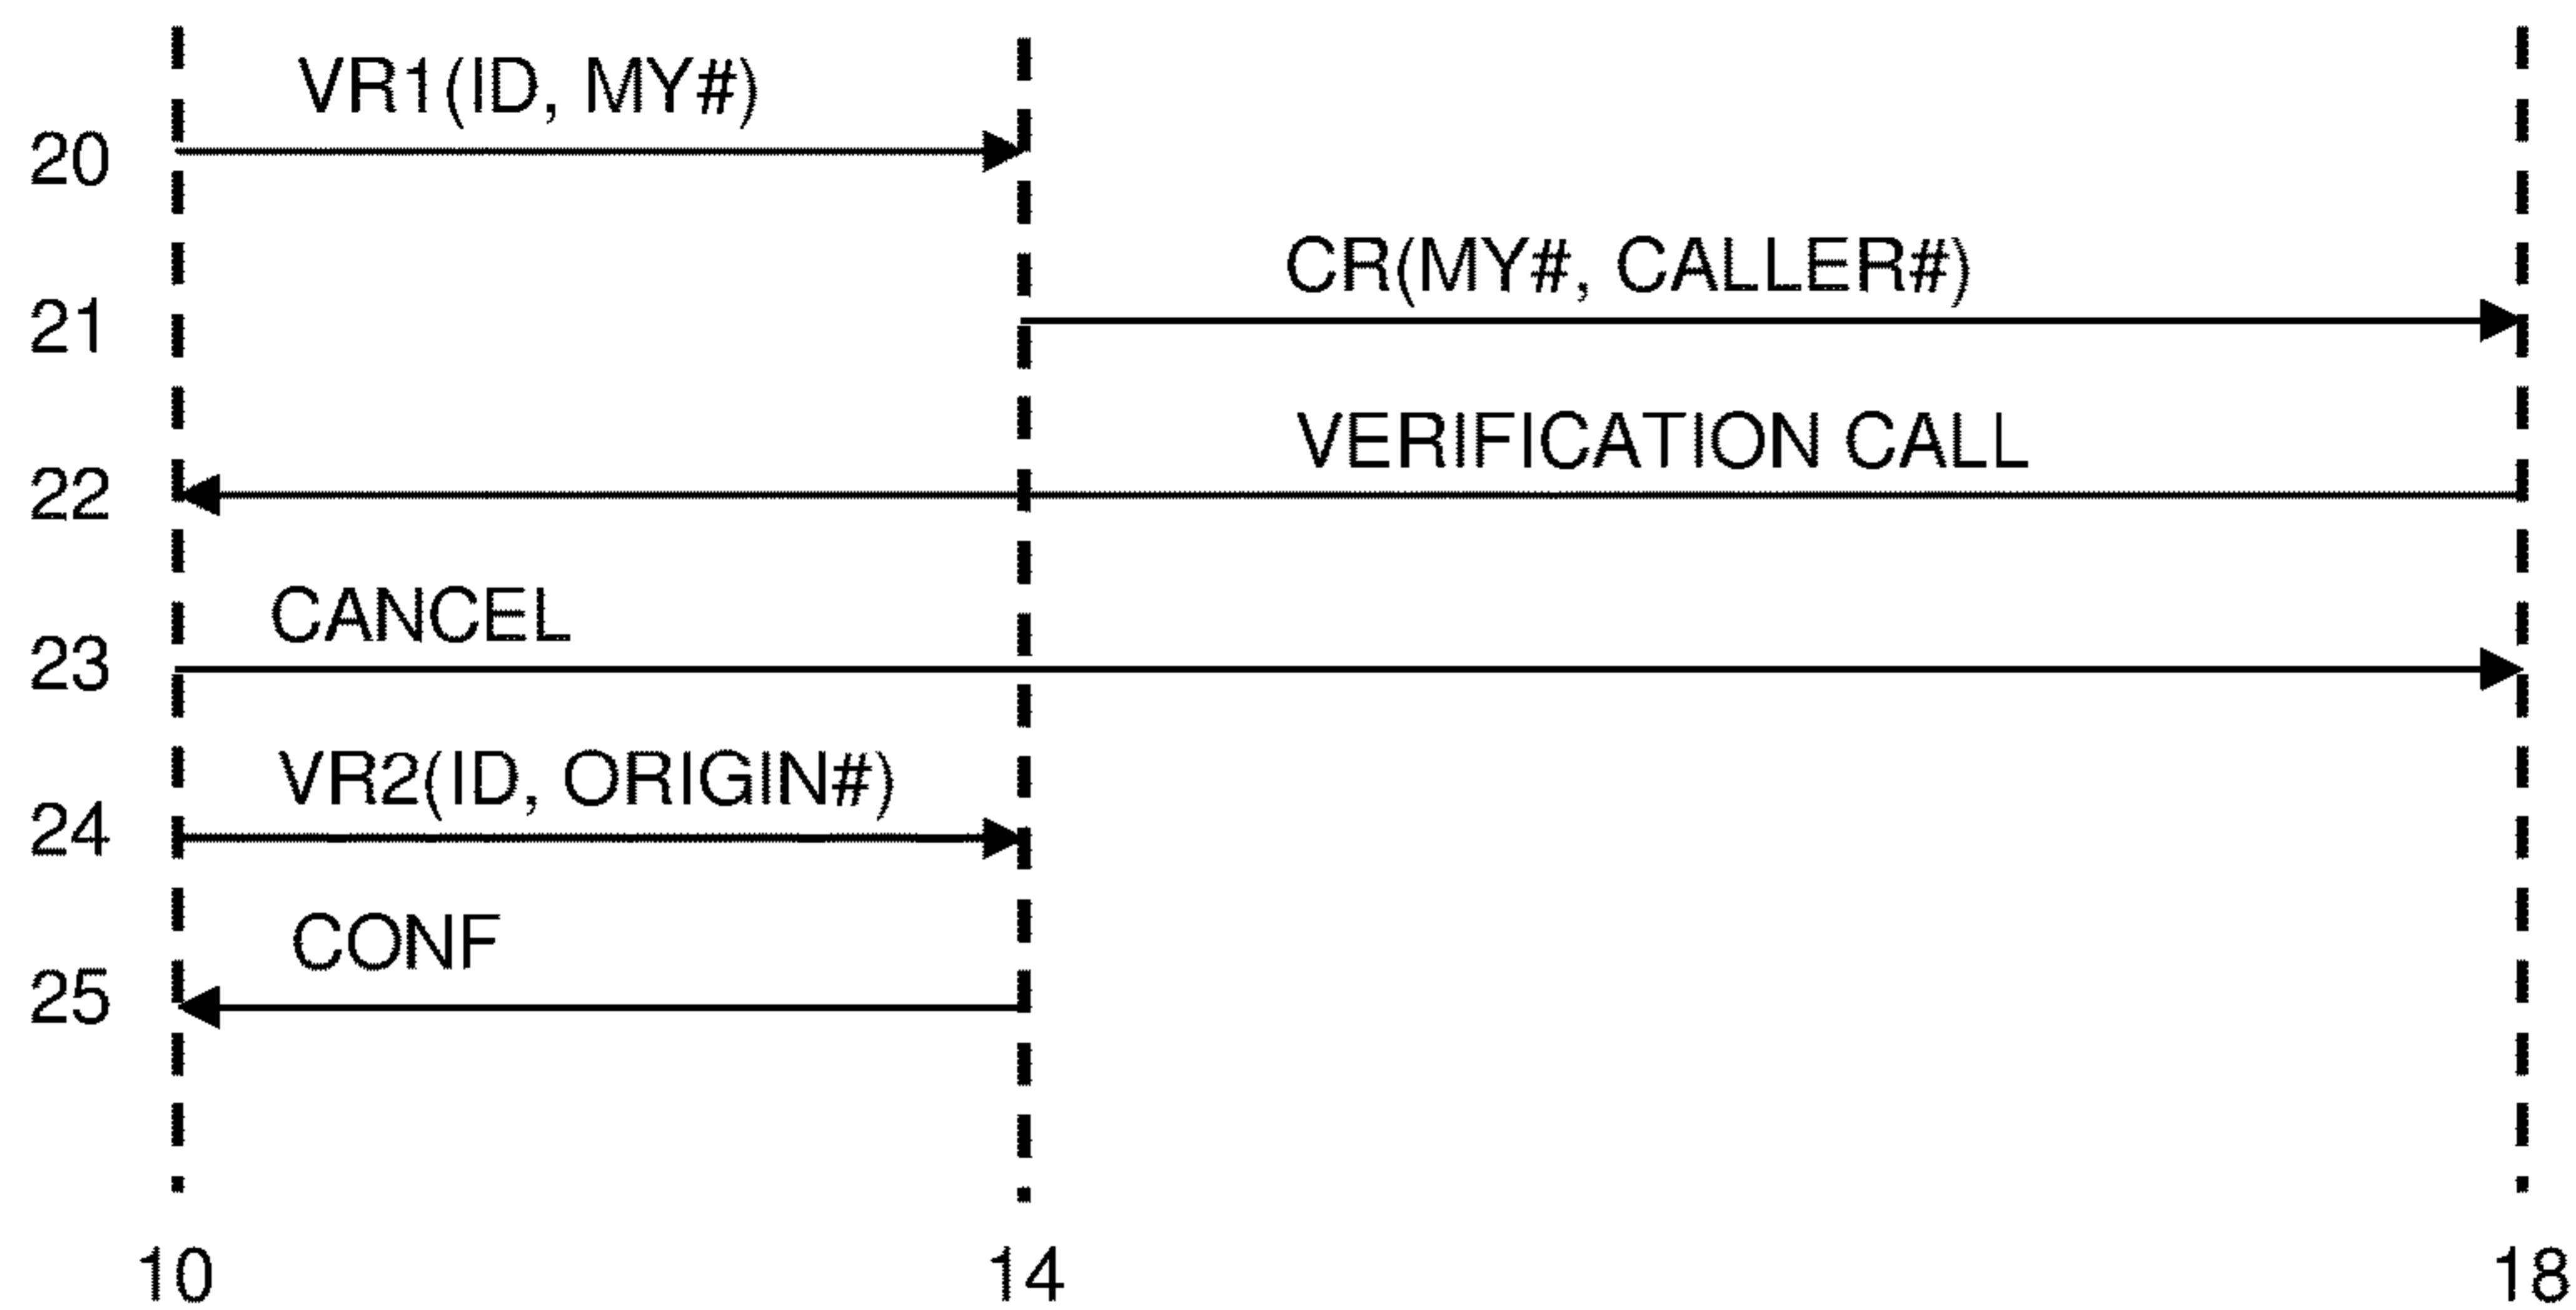 VR1(ID, MY#)
20
CR(MY#, CALLER#)
21
VERIFICATION CALL
22
CANCEL
23
VR2(ID, ORIGIN#)
24
CONF
25
10 14 18